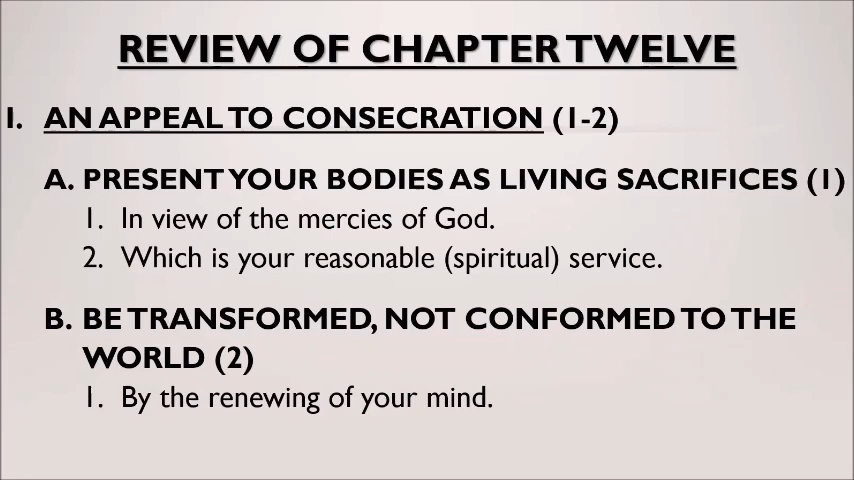 REVIEW OF CHAPTER TWELVE
I. AN APPEAL TO CONSECRATION (1-2)
A. PRESENT YOUR BODIES AS LIVING SACRIFICES (1)
1. In view of the mercies of God.
2. Which is your reasonable (spiritual) service.
B. BE TRANSFORMED, NOT CONFORMED TO THE
WORLD (2)
1. By the renewing of your mind.